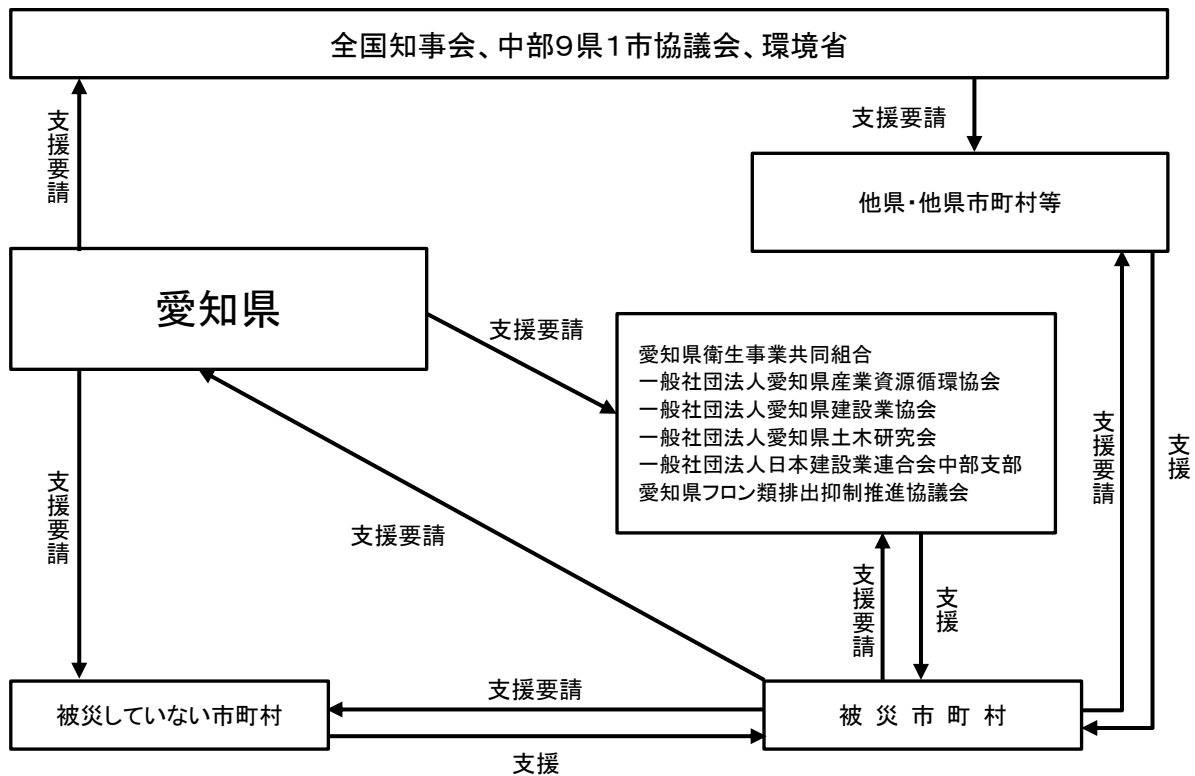 全国知事会、中部9県1市協議会、環境省
支援要請
支援要請
他県・他県市町村等
愛知県
支援要請
愛知県衛生事業共同組合
一般社団法人愛知県産業資源循環協会
一般社団法人愛知県建設業協会
一般社団法人愛知県土木研究会
一般社団法人日本建設業連合会中部支部
愛知県フロン類排出抑制推進協議会
支援要請
支援
支援要請
支援要請
支援要請
支援
被災していない市町村
支援要請
支援
被災市町村